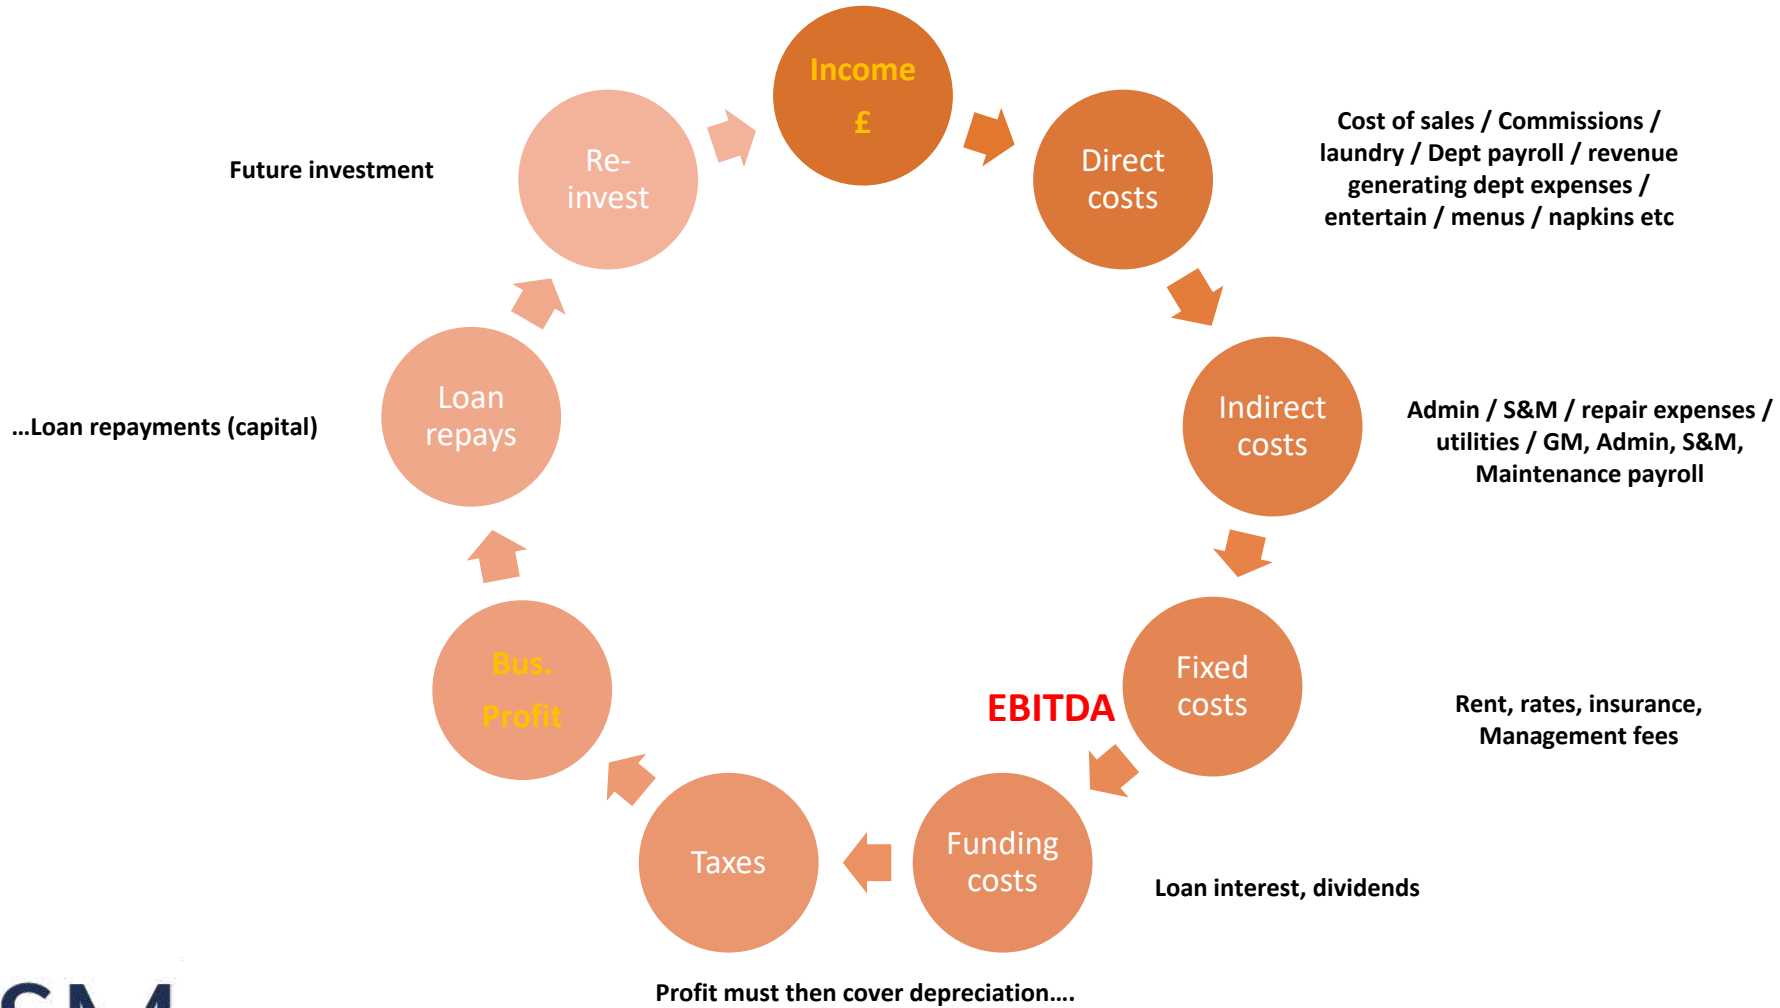 Income
£
Direct
costs
Cost of sales / Commissions /
laundry / Dept payroll / revenue
generating dept expenses /
entertain / menus / napkins etc
Indirect
costs
Admin / S&M / repair expenses /
utilities / GM, Admin, S&M,
Maintenance payroll
Fixed
costs
EBITDA
Rent, rates, insurance,
Management fees
Funding
costs
Loan interest, dividends
Taxes
Profit must then cover depreciation....
Bus.
Profit
Loan
repays
...Loan repayments (capital)
Re-
invest
Future investment